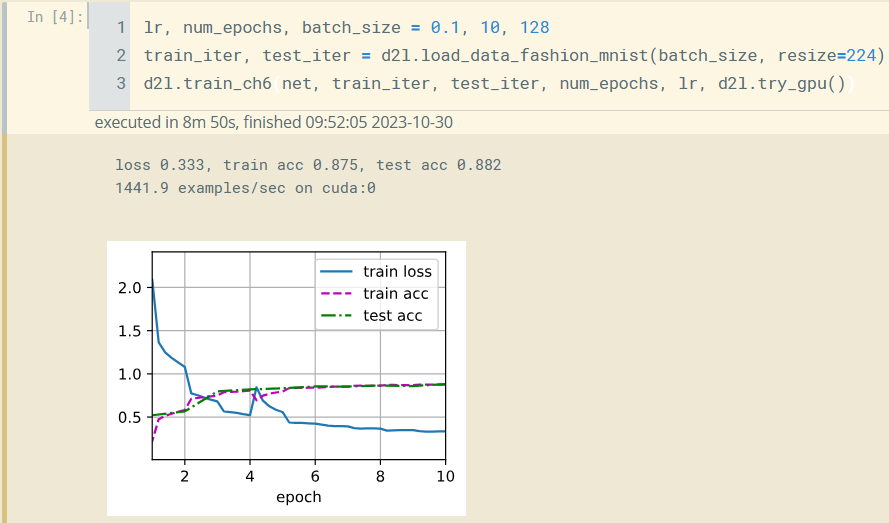 In [4]:
1 lr, num_epochs, batch_size = 0.1, 10, 128
2 train_iter, test_iter = d2l.load_data_fashion_mnist(batch_size, resize=224)
3 d2l.train_ch6(net, train_iter, test_iter, num_epochs, lr, d2l.try_gpu())
executed in 8m 50s, finished 09:52:05 2023-10-30
loss 0.333, train acc 0.875, test acc 0.882
1441.9 examples/sec on cuda:0
train loss
train acc
test acc
2.0
1.5
1.0
0.5
2 4 6 8 10
epoch